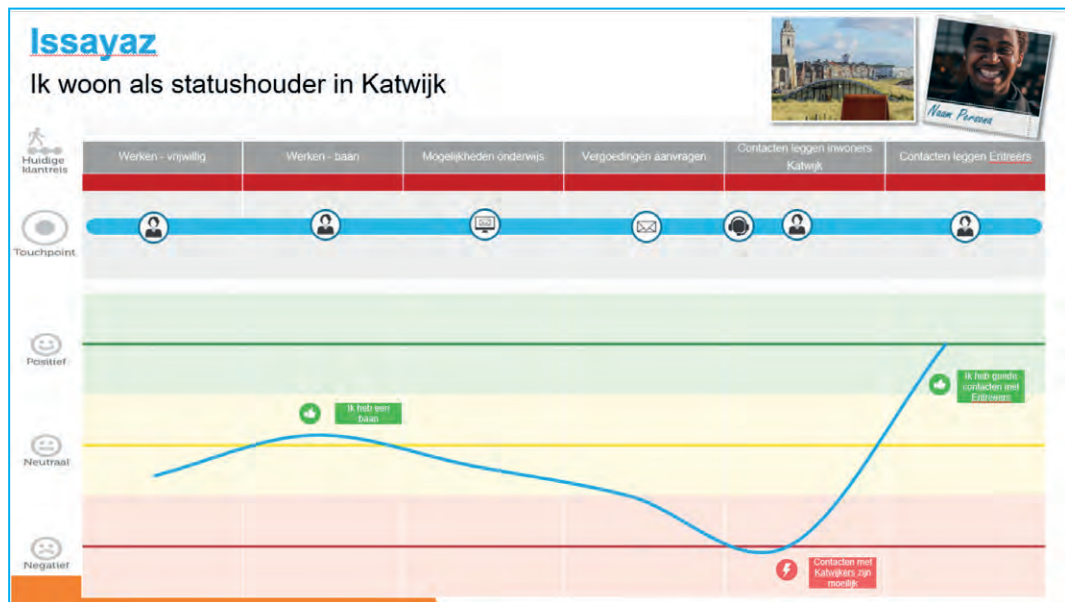 Issayaz
Ik woon als statushouder in Katwijk
Naam Persona
Huidige
klantreis
Werken - vrijwillig
Werken - baan
Mogelijkheden onderwijs
Vergoedingen aanvragen
Contacten leggen inwoners
Katwijk
Contacten leggen Entreërs
Touchpoint
Positief
Ik heb goede
contacten met
Entreeërs
Ik heb een
baan
Neutraal
Negatief
Contacten met
Katwijkers zijn
moeilijk